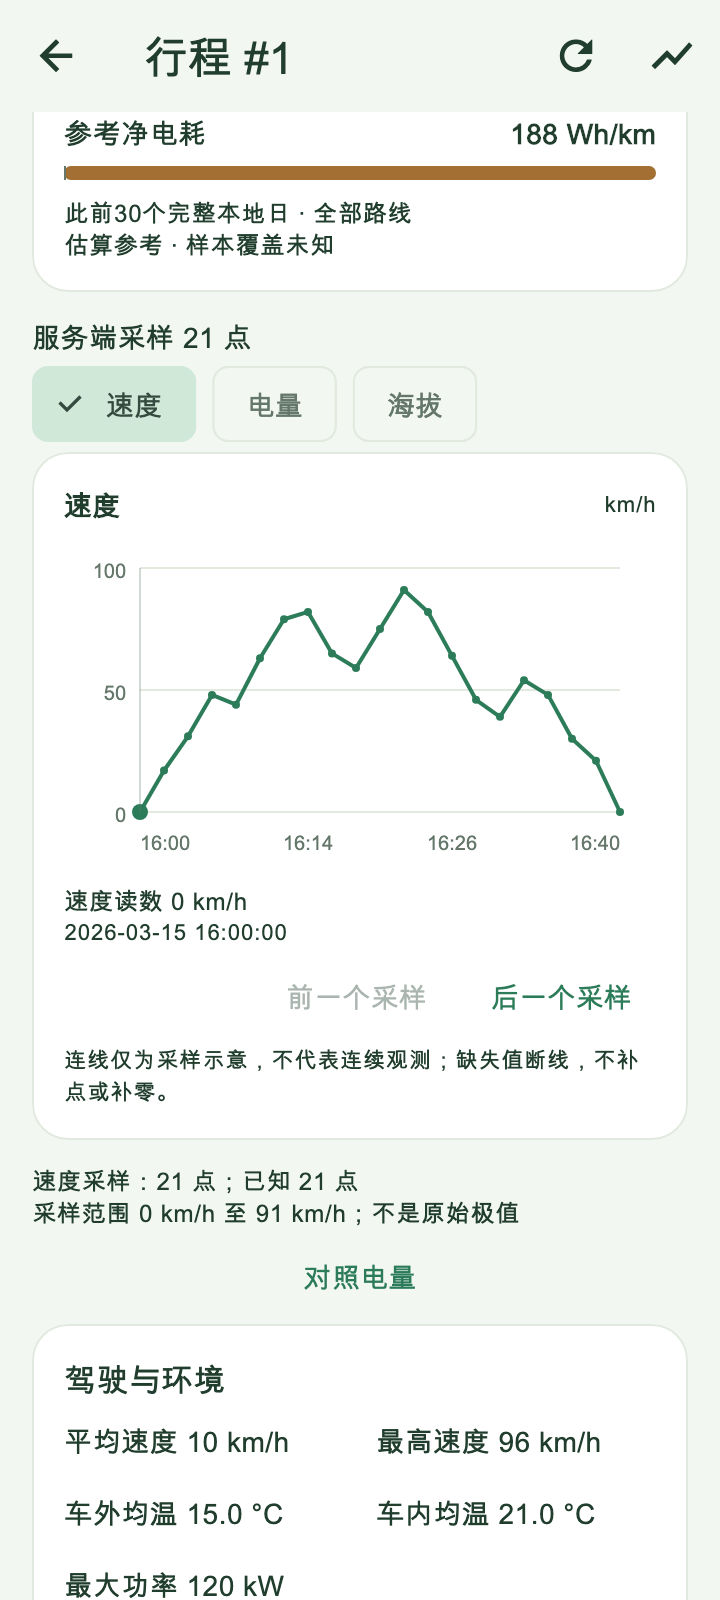 行程 #1
参考净电耗 188 Wh/km
此前30个完整本地日 · 全部路线
估算参考 · 样本覆盖未知
服务端采样 21 点
速度 电量 海拔
速度 km/h
100
50
0
16:00 16:14 16:26 16:40
速度读数 0 km/h
2026-03-15 16:00:00
前一个采样 后一个采样
连线仅为采样示意，不代表连续观测；缺失值断线，不补
点或补零。
速度采样：21 点；已知 21 点
采样范围 0 km/h 至 91 km/h；不是原始极值
对照电量
驾驶与环境
平均速度 10 km/h 最高速度 96 km/h
车外均温 15.0 °C 车内均温 21.0 °C
最大功率 120 kW